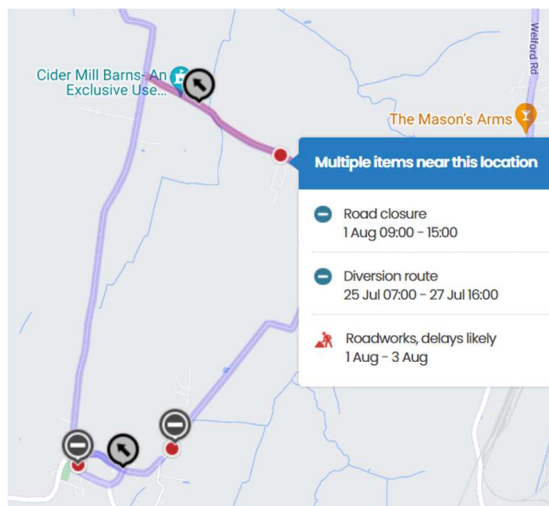 Cider Mill Barns- An
Exclusive Use...
Welford Rd
The Mason's Arms
Multiple items near this location
Road closure
1 Aug 09:00 - 15:00
Diversion route
25 Jul 07:00 - 27 Jul 16:00
Roadworks, delays likely
1 Aug - 3 Aug